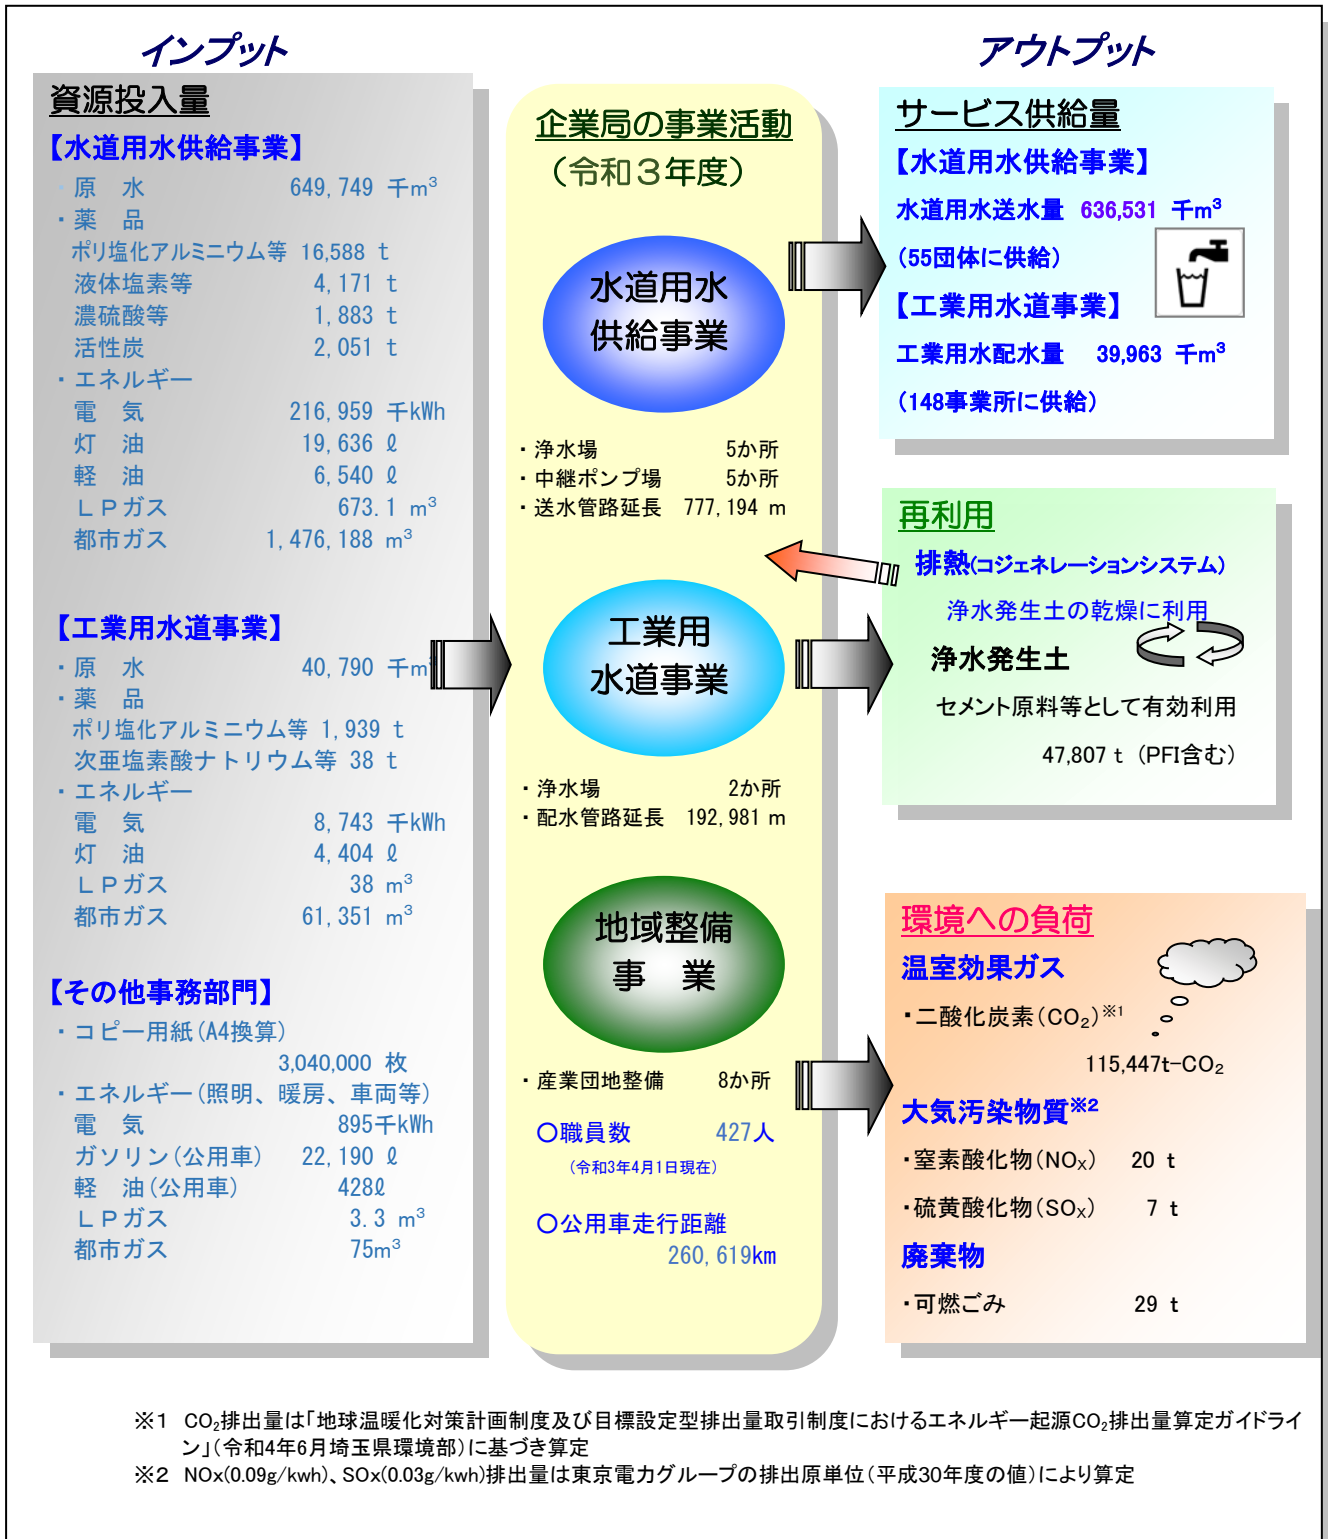 インプット
資源投入量
【水道用水供給事業】
・原　水 649,749 千m³
・薬　品
ポリ塩化アルミニウム等 16,588 t
液体塩素等 4,171 t
濃硫酸等 1,883 t
活性炭 2,051 t
・エネルギー
電　気 216,959 千kWh
灯　油 19,636 ℓ
軽　油 6,540 ℓ
ＬＰガス 673.1 m³
都市ガス 1,476,188 m³
【工業用水道事業】
・原　水 40,790 千m³
・薬　品
ポリ塩化アルミニウム等 1,939 t
次亜塩素酸ナトリウム等 38 t
・エネルギー
電　気 8,743 千kWh
灯　油 4,404 ℓ
ＬＰガス 38 m³
都市ガス 61,351 m³
【その他事務部門】
・コピー用紙(A4換算)
3,040,000 枚
・エネルギー(照明、暖房、車両等)
電　気 895千kWh
ガソリン(公用車) 22,190 ℓ
軽　油(公用車) 428ℓ
ＬＰガス 3.3 m³
都市ガス 75m³
企業局の事業活動
（令和３年度）
水道用水
供給事業
・浄水場 5か所
・中継ポンプ場 5か所
・送水管路延長 777,194 m
工業用
水道事業
・浄水場 2か所
・配水管路延長 192,981 m
地域整備
事　業
・産業団地整備 8か所
〇職員数 427人
（令和3年4月1日現在）
〇公用車走行距離
260,619km
アウトプット
サービス供給量
【水道用水供給事業】
水道用水送水量 636,531 千m³
(55団体に供給)
【工業用水道事業】
工業用水配水量 39,963 千m³
(148事業所に供給)
再利用
排熱(コジェネレーションシステム)
浄水発生土の乾燥に利用
浄水発生土
セメント原料等として有効利用
47,807 t (PFI含む)
環境への負荷
温室効果ガス
・二酸化炭素(CO₂)※1
115,447t-CO₂
大気汚染物質※2
・窒素酸化物(NOx) 20 t
・硫黄酸化物(SOx) 7 t
廃棄物
・可燃ごみ 29 t
※１ CO₂排出量は「地球温暖化対策計画制度及び目標設定型排出量取引制度におけるエネルギー起源CO₂排出量算定ガイドライ
ン」(令和4年6月埼玉県環境部)に基づき算定
※２ NOx(0.09g/kwh)、SOx(0.03g/kwh)排出量は東京電力グループの排出原単位(平成30年度の値)により算定